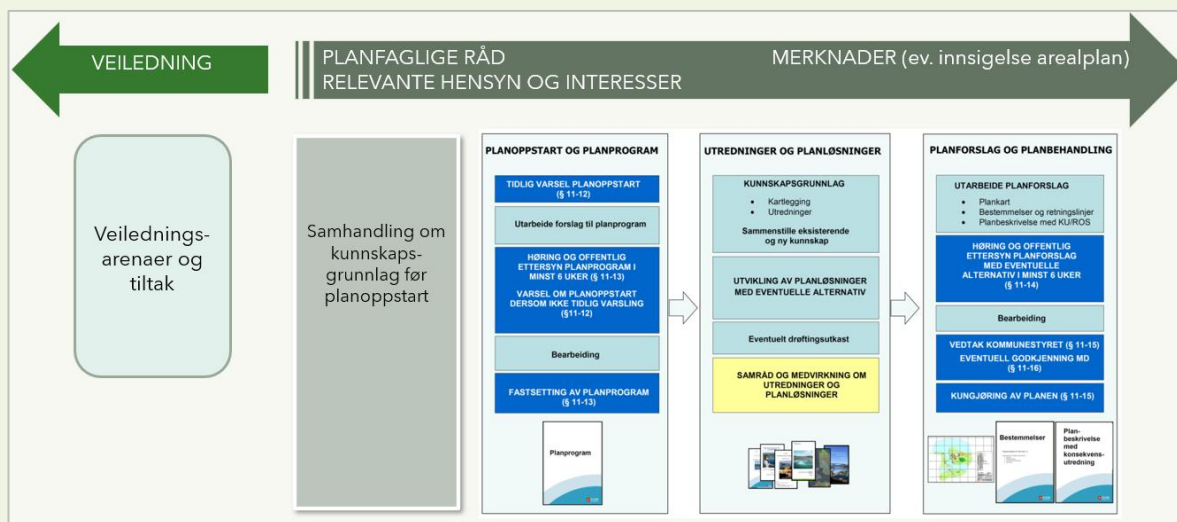 VEILEDNING
PLANFAGLIGE RÅD
RELEVANTE HENSYN OG INTERESSER
MERKNADER (ev. innsigelse arealplan)
Veilednings-
arenaer og
tiltak
Samhandling om
kunnskaps-
grunnlag før
planoppstart
PLANOPPSTART OG PLANPROGRAM
TIDLIG VARSEL PLANOPPSTART
(§ 11-12)
Utarbeide forslag til planprogram
HØRING OG OFFENTLIG
ETTERSYN PLANPROGRAM I
MINST 6 UKER (§ 11-13)
VARSEL OM PLANOPPSTART
DERSOM IKKE TIDLIG VARSLING
(§11-12)
Bearbeiding
FASTSETTING AV PLANPROGRAM
(§ 11-13)
Planprogram
UTREDNINGER OG PLANLØSNINGER
KUNNSKAPSGRUNNLAG
• Kartlegging
• Utredninger
Sammenstille eksisterende
og ny kunnskap
UTVIKLING AV PLANLØSNINGER
MED EVENTUELLE ALTERNATIV
Eventuelt drøftingsutkast
SAMRÅD OG MEDVIRKNING OM
UTREDNINGER OG
PLANLØSNINGER
PLANFORSLAG OG PLANBEHANDLING
UTARBEIDE PLANFORSLAG
• Plankart
• Bestemmelser og retningslinjer
• Planbeskrivelse med KU/ROS
HØRING OG OFFENTLIG
ETTERSYN PLANFORSLAG
MED EVENTUELLE
ALTERNATIV I MINST 6 UKER
(§ 11-14)
Bearbeiding
VEDTAK KOMMUNESTYRET (§ 11-15)
EVENTUELL GODKJENNING MD
(§ 11-16)
KUNGJØRING AV PLANEN (§ 11-15)
Bestemmelser
Plan-
beskrivelse
med
konsekvens-
utredning